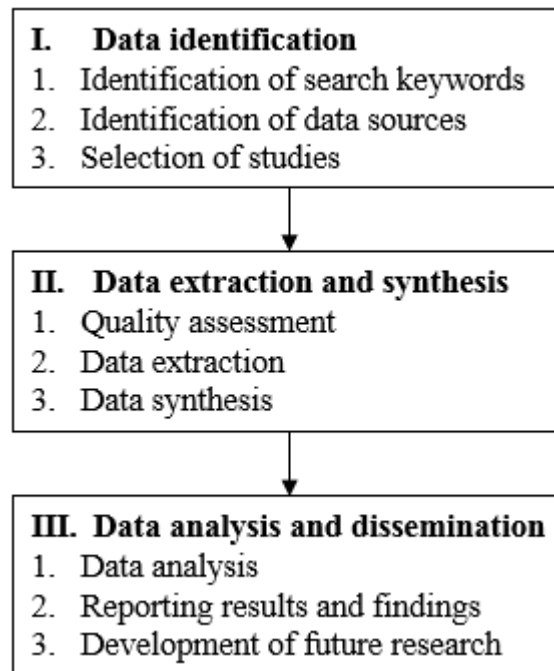 I. Data identification
1. Identification of search keywords
2. Identification of data sources
3. Selection of studies
II. Data extraction and synthesis
1. Quality assessment
2. Data extraction
3. Data synthesis
III. Data analysis and dissemination
1. Data analysis
2. Reporting results and findings
3. Development of future research